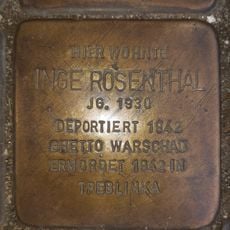 HIER WOHNTE
INGE ROSENTHAL
JG. 1930
DEPORTIERT 1942
GHETTO WARSCHAU
ERMORDET 1942 IN
TREBLINKA